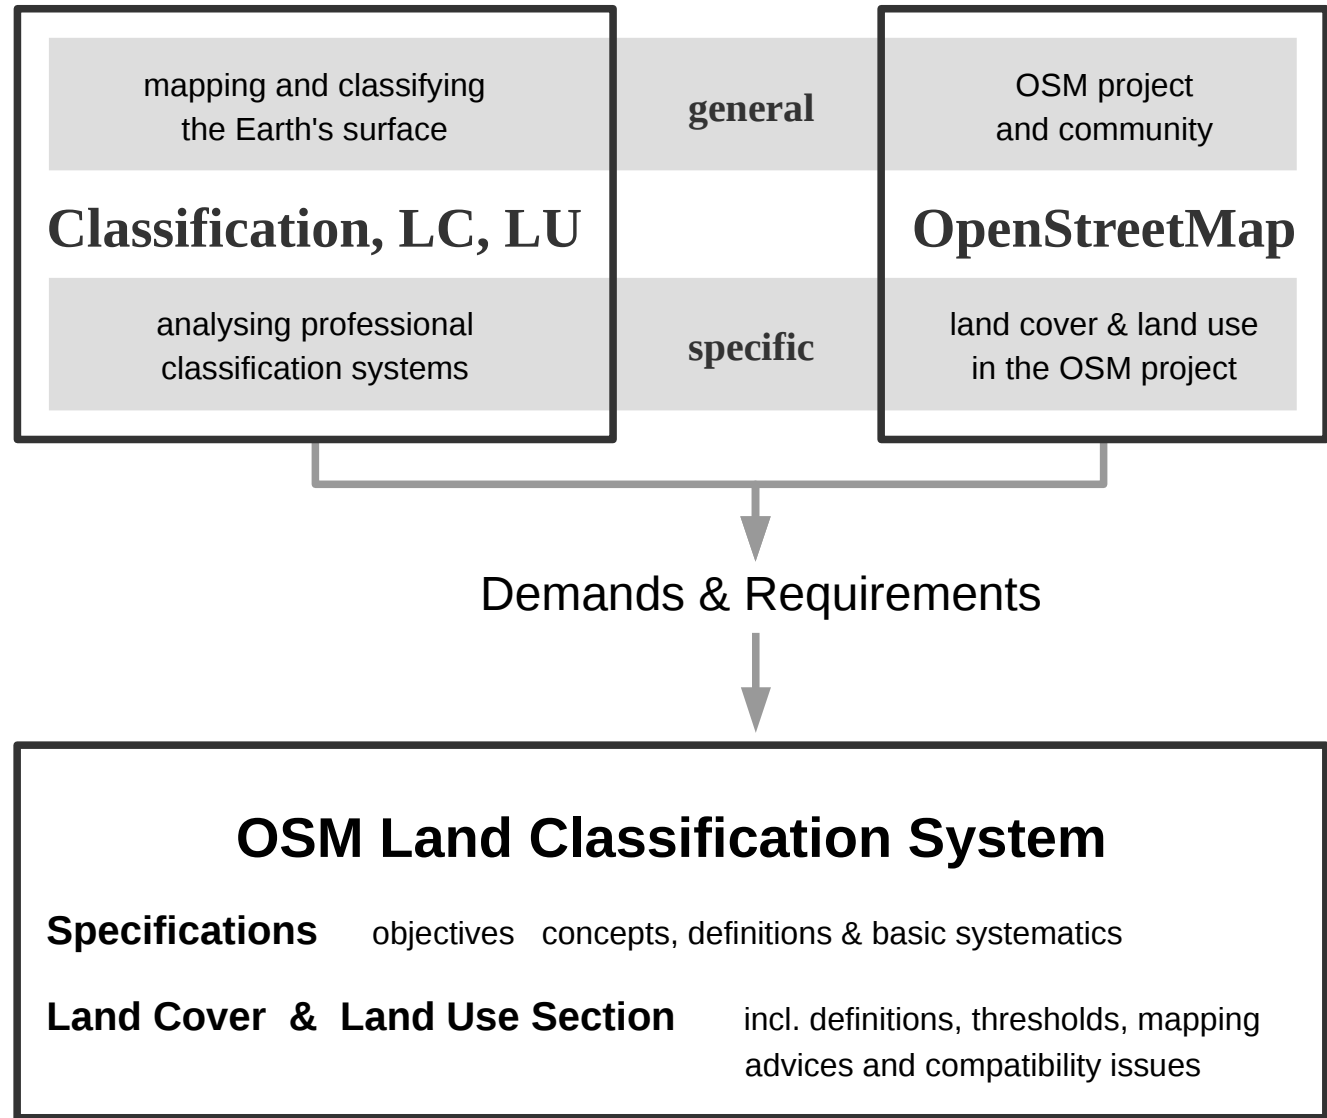 mapping and classifying
the Earth's surface
general
OSM project
and community
Classification, LC, LU
OpenStreetMap
analysing professional
classification systems
specific
land cover & land use
in the OSM project
Demands & Requirements
OSM Land Classification System
Specifications objectives concepts, definitions & basic systematics
Land Cover & Land Use Section incl. definitions, thresholds, mapping
advices and compatibility issues